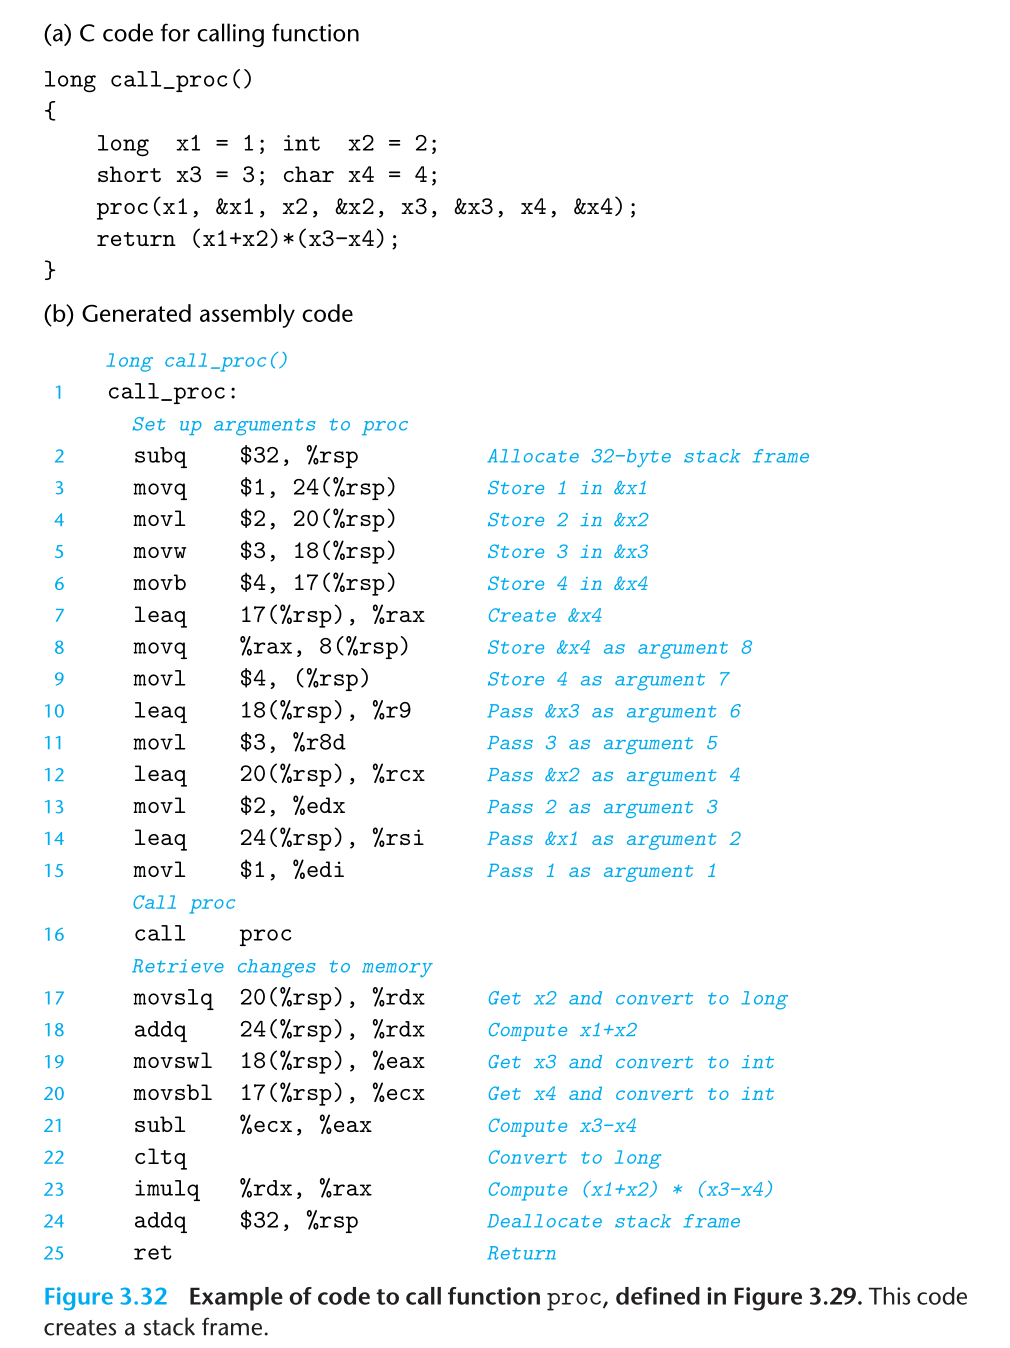 (a) C code for calling function
long call_proc()
{
    long  x1 = 1; int  x2 = 2;
    short x3 = 3; char x4 = 4;
    proc(x1, &x1, x2, &x2, x3, &x3, x4, &x4);
    return (x1+x2)*(x3-x4);
}
(b) Generated assembly code
long call_proc()
1 call_proc:
Set up arguments to proc
2 subq $32, %rsp Allocate 32-byte stack frame
3 movq $1, 24(%rsp) Store 1 in &x1
4 movl $2, 20(%rsp) Store 2 in &x2
5 movw $3, 18(%rsp) Store 3 in &x3
6 movb $4, 17(%rsp) Store 4 in &x4
7 leaq 17(%rsp), %rax Create &x4
8 movq %rax, 8(%rsp) Store &x4 as argument 8
9 movl $4, (%rsp) Store 4 as argument 7
10 leaq 18(%rsp), %r9 Pass &x3 as argument 6
11 movl $3, %r8d Pass 3 as argument 5
12 leaq 20(%rsp), %rcx Pass &x2 as argument 4
13 movl $2, %edx Pass 2 as argument 3
14 leaq 24(%rsp), %rsi Pass &x1 as argument 2
15 movl $1, %edi Pass 1 as argument 1
Call proc
16 call proc
Retrieve changes to memory
17 movslq 20(%rsp), %rdx Get x2 and convert to long
18 addq 24(%rsp), %rdx Compute x1+x2
19 movswl 18(%rsp), %eax Get x3 and convert to int
20 movsbl 17(%rsp), %ecx Get x4 and convert to int
21 subl %ecx, %eax Compute x3-x4
22 cltq Convert to long
23 imulq %rdx, %rax Compute (x1+x2) * (x3-x4)
24 addq $32, %rsp Deallocate stack frame
25 ret Return
Figure 3.32 Example of code to call function proc, defined in Figure 3.29. This code
creates a stack frame.